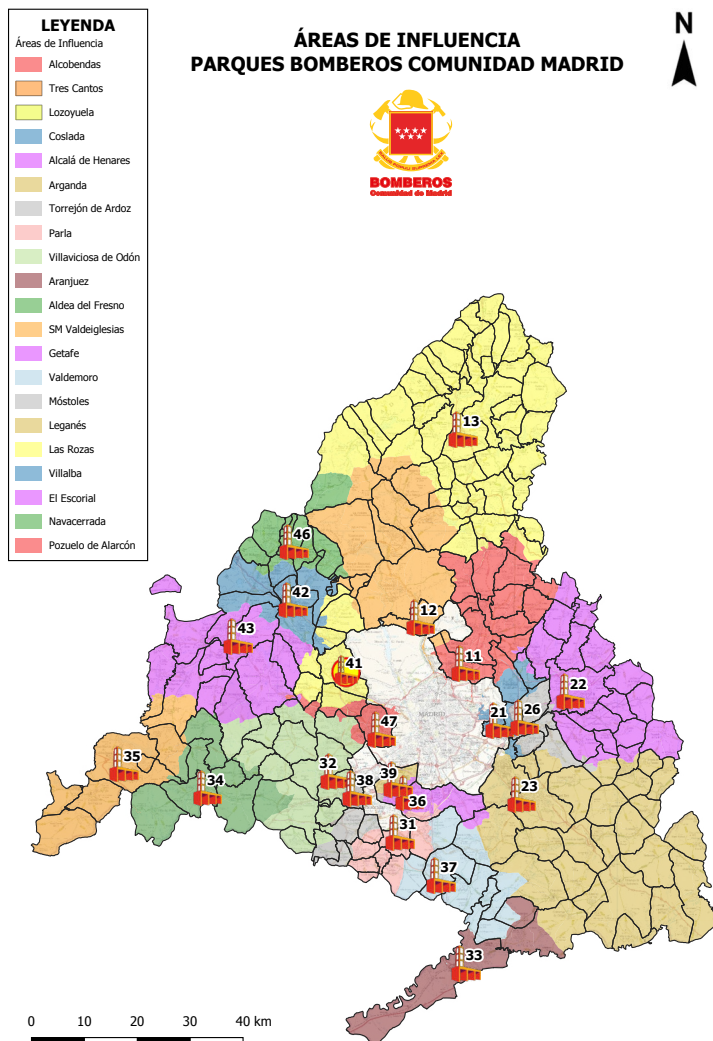 LEYENDA
Áreas de Influencia
Alcobendas
Tres Cantos
Lozoyuela
Coslada
Alcalá de Henares
Arganda
Torrejón de Ardoz
Parla
Villaviciosa de Odón
Aranjuez
Aldea del Fresno
SM Valdeiglesias
Getafe
Valdemoro
Móstoles
Leganés
Las Rozas
Villalba
El Escorial
Navacerrada
Pozuelo de Alarcón
ÁREAS DE INFLUENCIA
PARQUES BOMBEROS COMUNIDAD MADRID
N
BOMBEROS
Comunidad de Madrid
13
46
42
12
43
41
11
22
21
26
47
35
32
39
34
38
36
23
31
37
33
MADRID
0 10 20 30 40 km